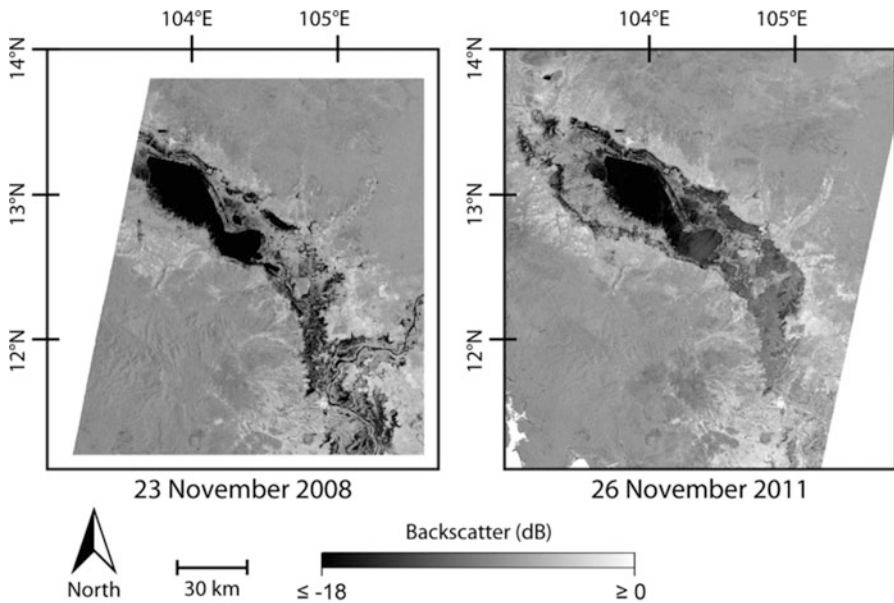 104°E 105°E 104°E 105°E
14°N 14°N
13°N 13°N
12°N 12°N
23 November 2008 26 November 2011
Backscatter (dB)
North 30 km ≤ -18 ≥ 0